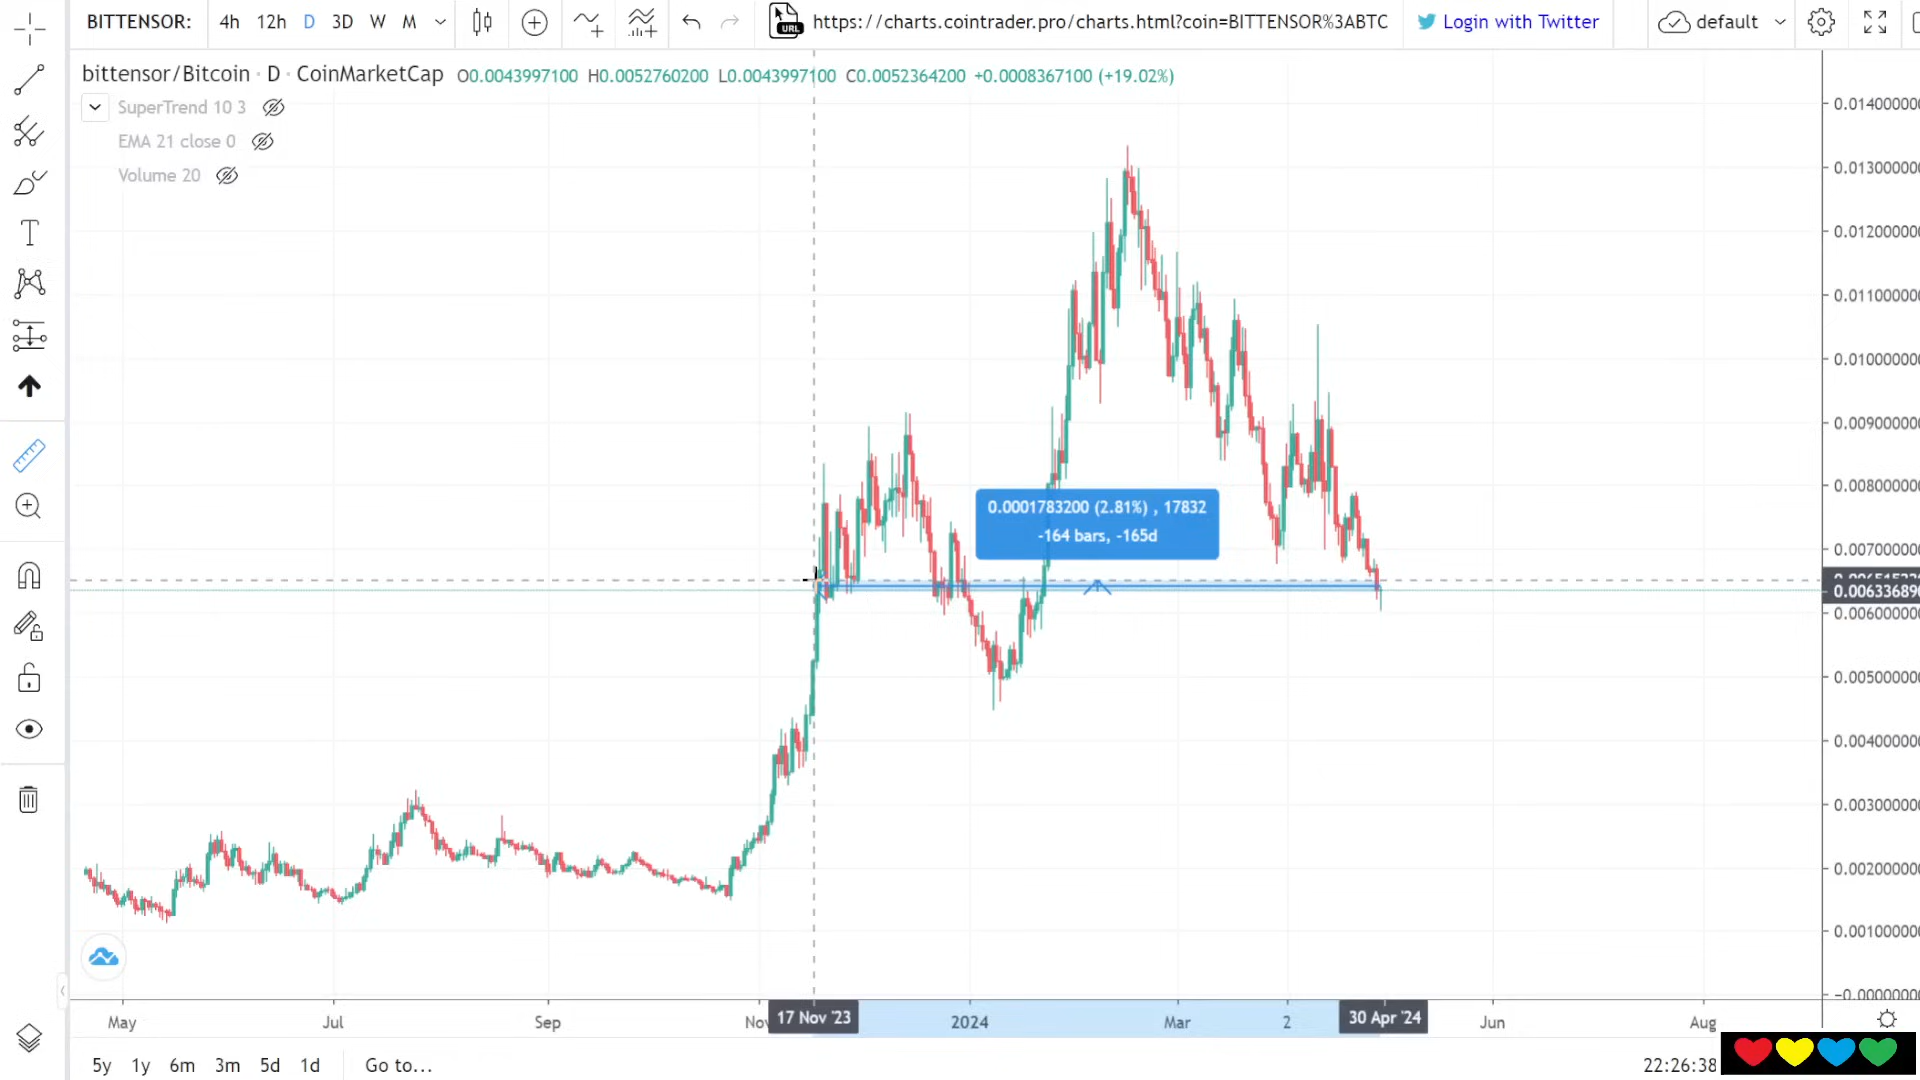 BITTENSOR: 4h 12h D 3D W M URL https://charts.cointrader.pro/charts.html?coin=BITTENSOR%3ABTC Login with Twitter default
bittensor/Bitcoin · D · CoinMarketCap O0.0043997100 H0.0052760200 L0.0043997100 C0.0052364200 +0.0008367100 (+19.02%)
SuperTrend 10 3
EMA 21 close 0
Volume 20
0.0001783200 (2.81%) , 17832
-164 bars, -165d
0.01400000
0.01300000
0.01200000
0.01100000
0.01000000
0.00900000
0.00800000
0.00700000
0.00633689
0.00600000
0.00500000
0.00400000
0.00300000
0.00200000
0.00100000
-0.0000000
May Jul Sep Nov 17 Nov '23 2024 Mar 2 30 Apr '24 Jun Aug
5y 1y 6m 3m 5d 1d Go to... 22:26:38